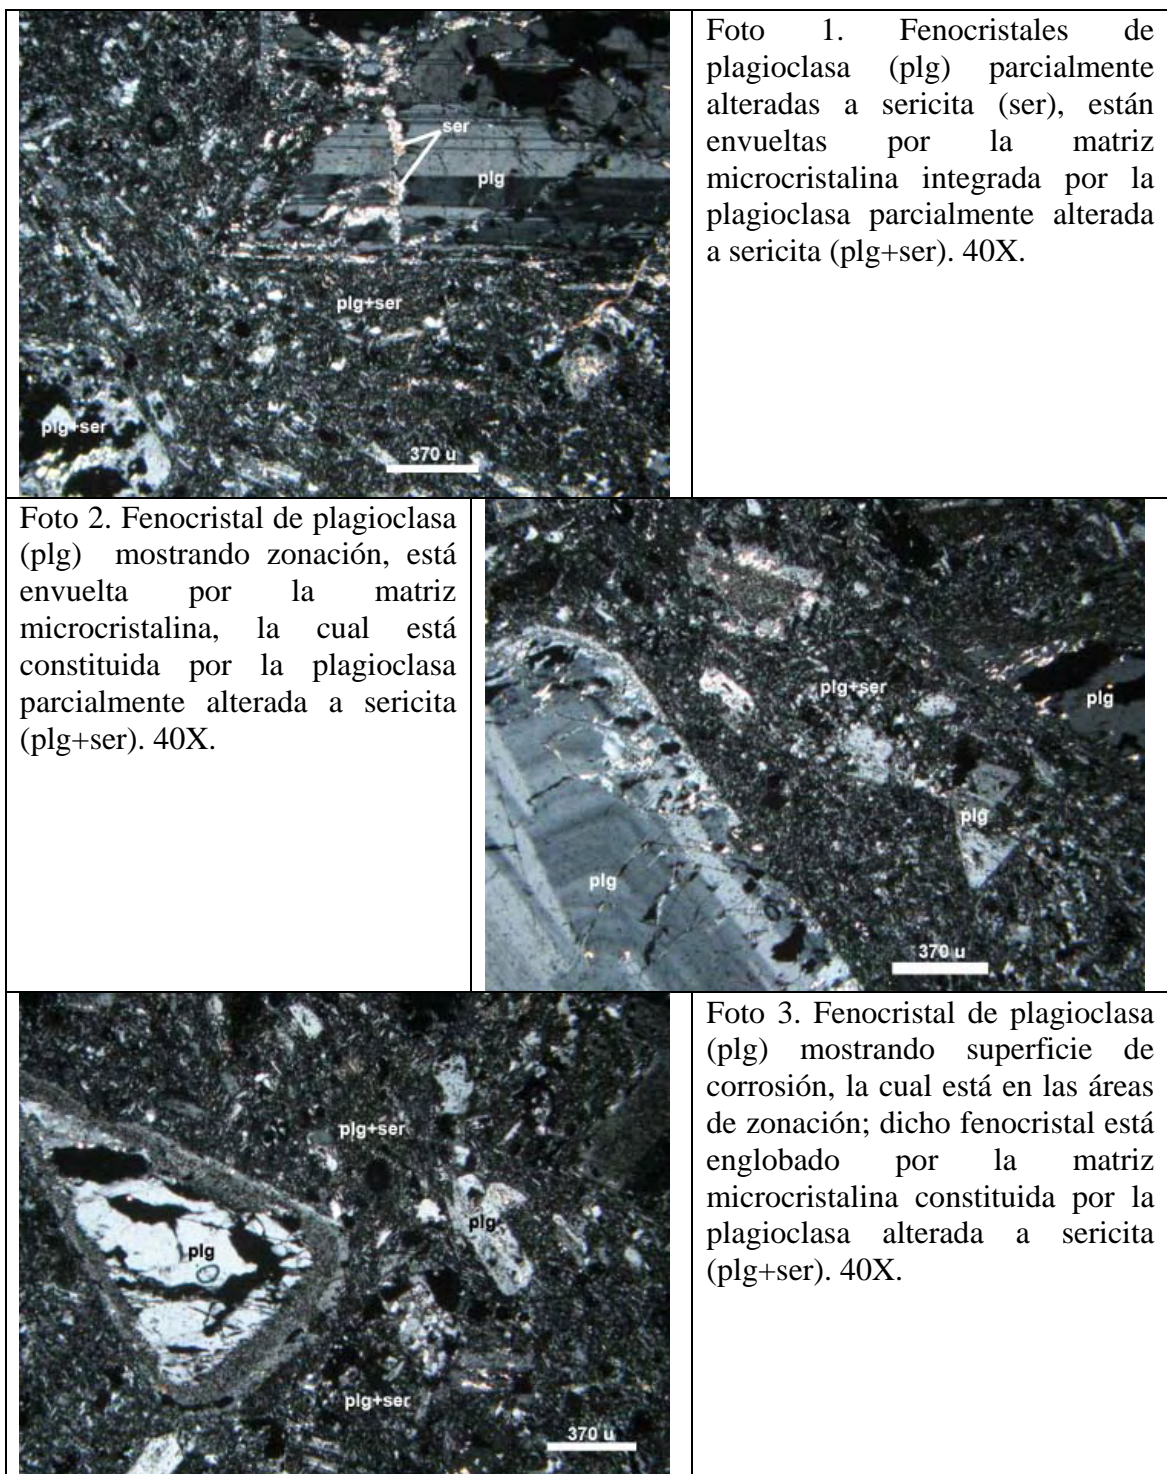 ser
plg
plg+ser
plg+ser
370 u
Foto 1. Fenocristales de
plagioclasa (plg) parcialmente
alteradas a sericita (ser), están
envueltas por la matriz
microcristalina integrada por la
plagioclasa parcialmente alterada
a sericita (plg+ser). 40X.
Foto 2. Fenocristal de plagioclasa
(plg) mostrando zonación, está
envuelta por la matriz
microcristalina, la cual está
constituida por la plagioclasa
parcialmente alterada a sericita
(plg+ser). 40X.
plg+ser
plg
plg
plg
370 u
plg+ser
plg
plg
plg+ser
370 u
Foto 3. Fenocristal de plagioclasa
(plg) mostrando superficie de
corrosión, la cual está en las áreas
de zonación; dicho fenocristal está
englobado por la matriz
microcristalina constituida por la
plagioclasa alterada a sericita
(plg+ser). 40X.